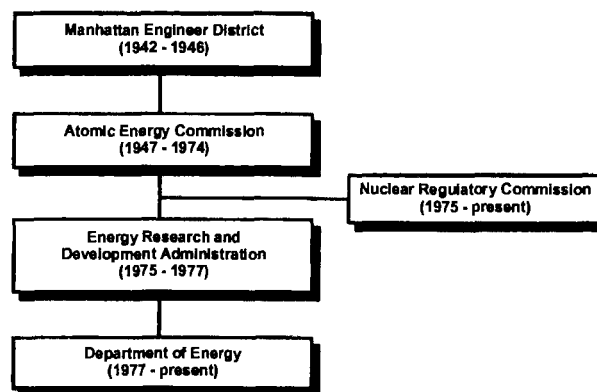 Manhattan Engineer District
(1942 - 1946)
Atomic Energy Commission
(1947 - 1974)
Nuclear Regulatory Commission
(1975 - present)
Energy Research and
Development Administration
(1975 - 1977)
Department of Energy
(1977 - present)